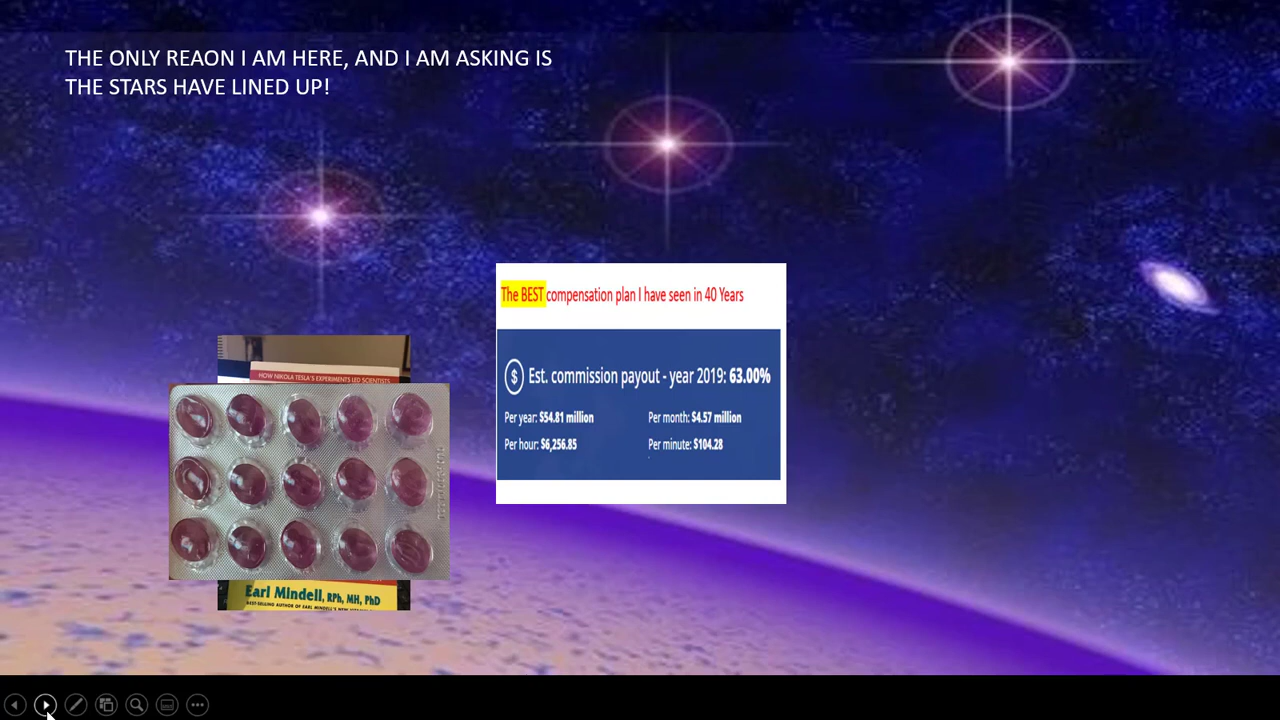 THE ONLY REAON I AM HERE, AND I AM ASKING IS
THE STARS HAVE LINED UP!
The BEST compensation plan I have seen in 40 Years
$ Est. commission payout - year 2019: 63.00%
Per year: $54.81 million Per month: $4.57 million
Per hour: $6,256.85 Per minute: $104.28
HOW NIKOLA TESLA'S EXPERIMENTS LED SCIENTISTS
Earl Mindell, RPh, MH, PhD
BEST-SELLING AUTHOR OF EARL MINDELL'S NEW